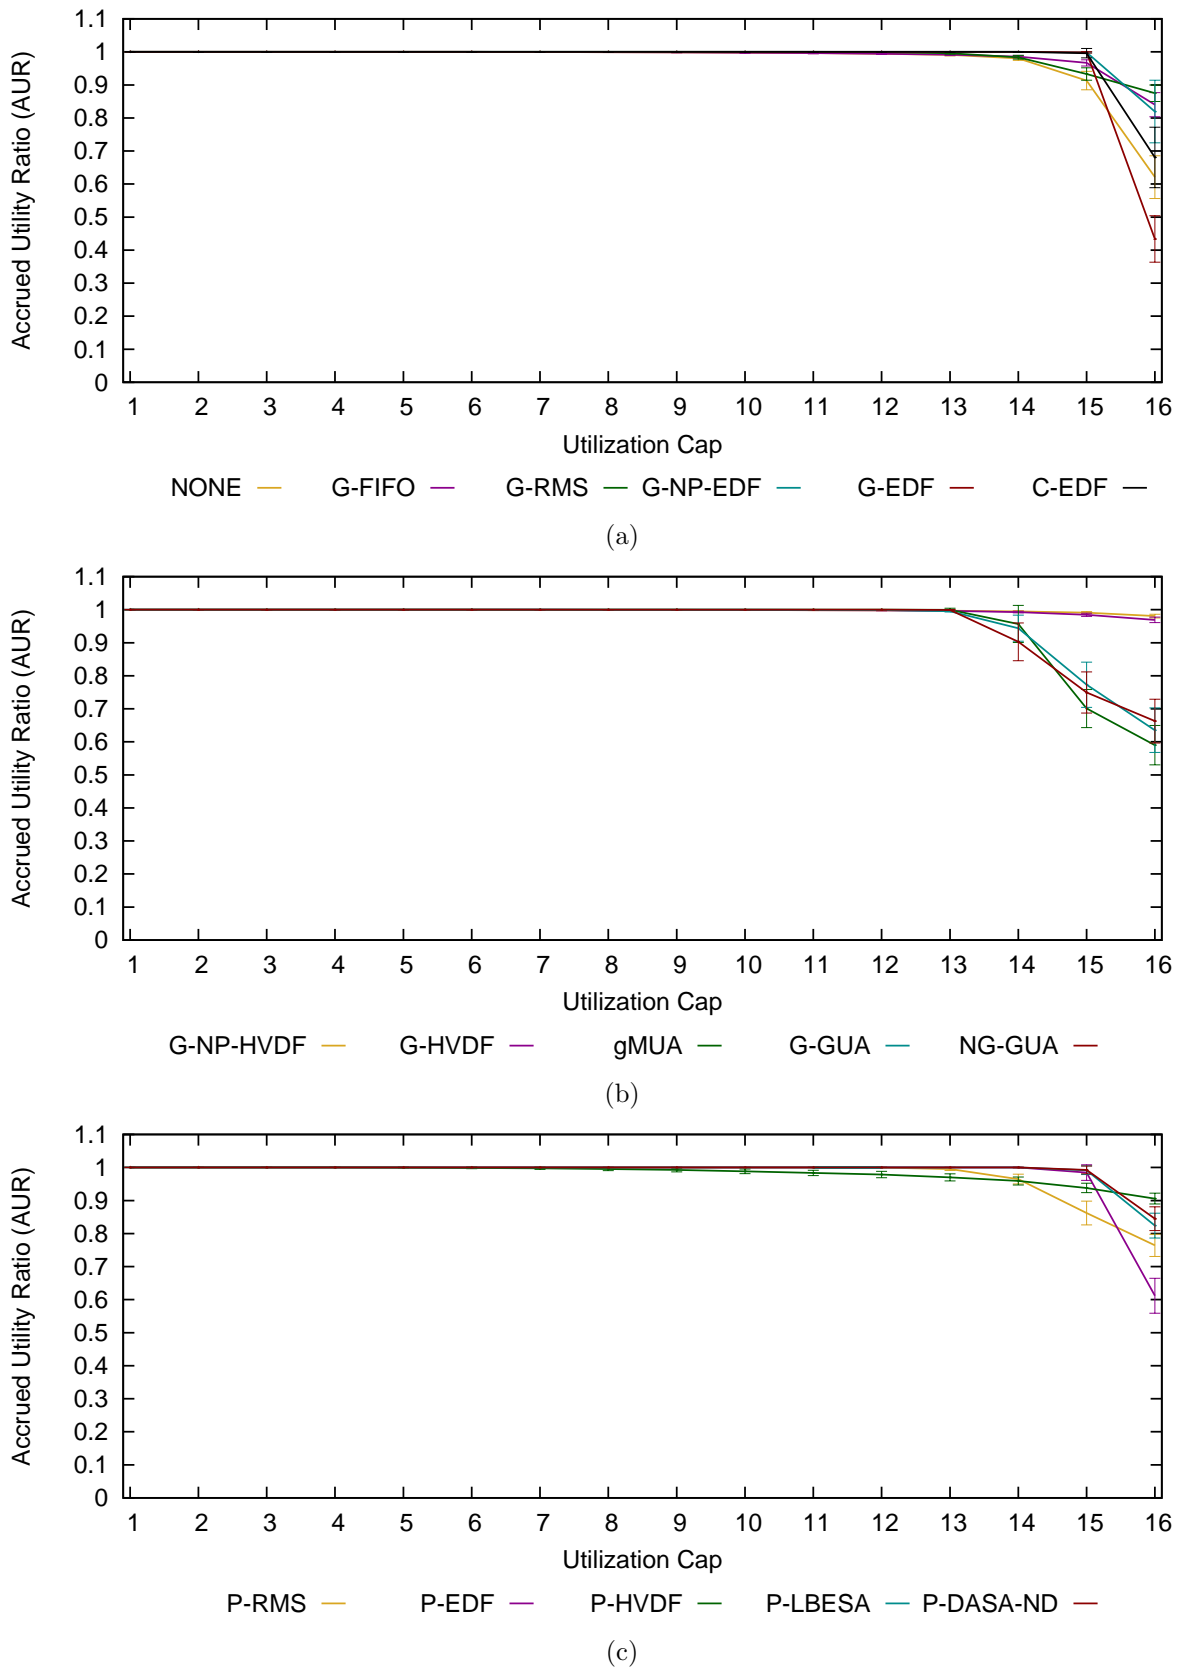 Accrued Utility Ratio (AUR)
1.1
1
0.9
0.8
0.7
0.6
0.5
0.4
0.3
0.2
0.1
0
1 2 3 4 5 6 7 8 9 10 11 12 13 14 15 16
Utilization Cap
NONE G-FIFO G-RMS G-NP-EDF G-EDF C-EDF
(a)
Accrued Utility Ratio (AUR)
1.1
1
0.9
0.8
0.7
0.6
0.5
0.4
0.3
0.2
0.1
0
1 2 3 4 5 6 7 8 9 10 11 12 13 14 15 16
Utilization Cap
G-NP-HVDF G-HVDF gMUA G-GUA NG-GUA
(b)
Accrued Utility Ratio (AUR)
1.1
1
0.9
0.8
0.7
0.6
0.5
0.4
0.3
0.2
0.1
0
1 2 3 4 5 6 7 8 9 10 11 12 13 14 15 16
Utilization Cap
P-RMS P-EDF P-HVDF P-LBESA P-DASA-ND
(c)